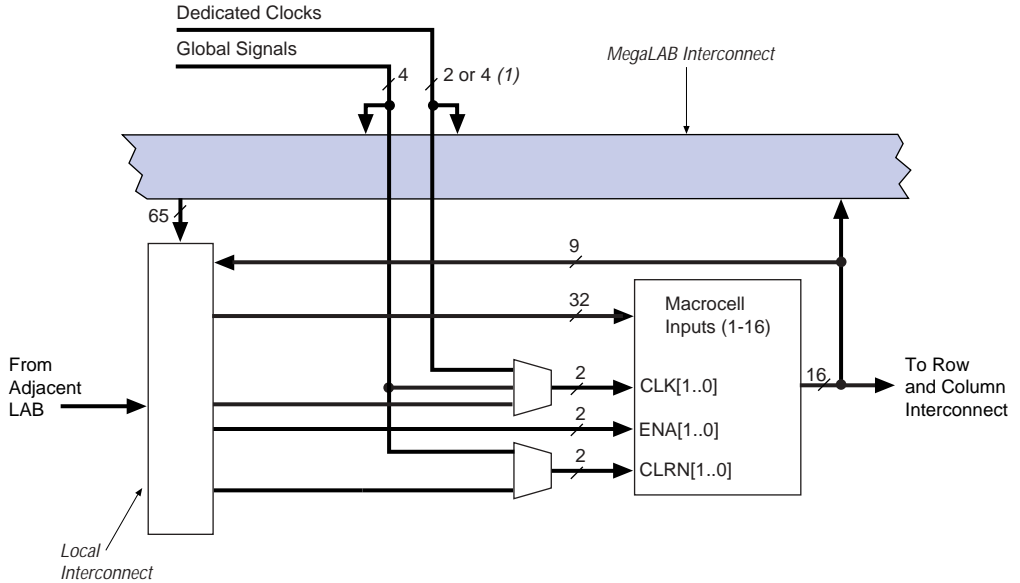 Dedicated Clocks
Global Signals
MegaLAB Interconnect
4
2 or 4 (1)
65
9
32
Macrocell
Inputs (1-16)
From
Adjacent
LAB
2
CLK[1..0]
16
To Row
and Column
Interconnect
2
ENA[1..0]
2
CLRN[1..0]
Local
Interconnect